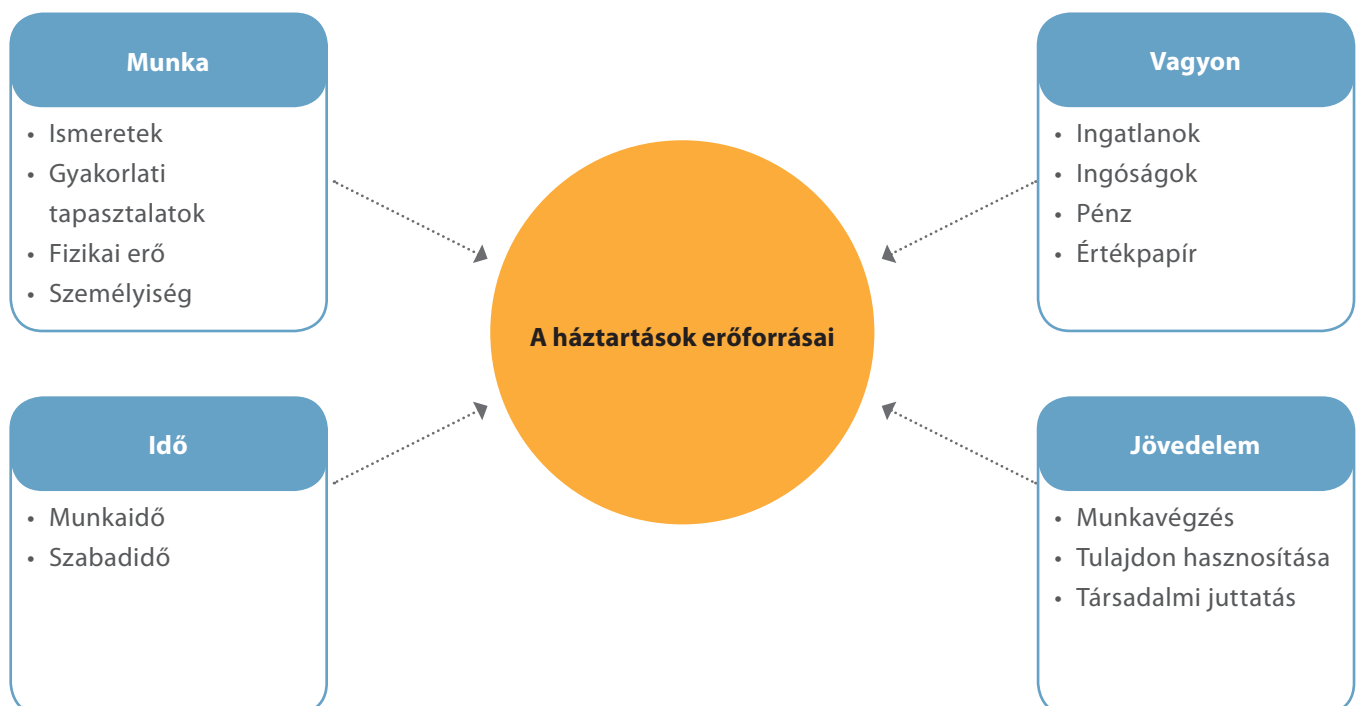 Munka
• Ismeretek
• Gyakorlati
tapasztalatok
• Fizikai erő
• Személyiség
Vagyon
• Ingatlanok
• Ingóságok
• Pénz
• Értékpapír
A háztartások erőforrásai
Idő
• Munkaidő
• Szabadidő
Jövedelem
• Munkavégzés
• Tulajdon hasznosítása
• Társadalmi juttatás